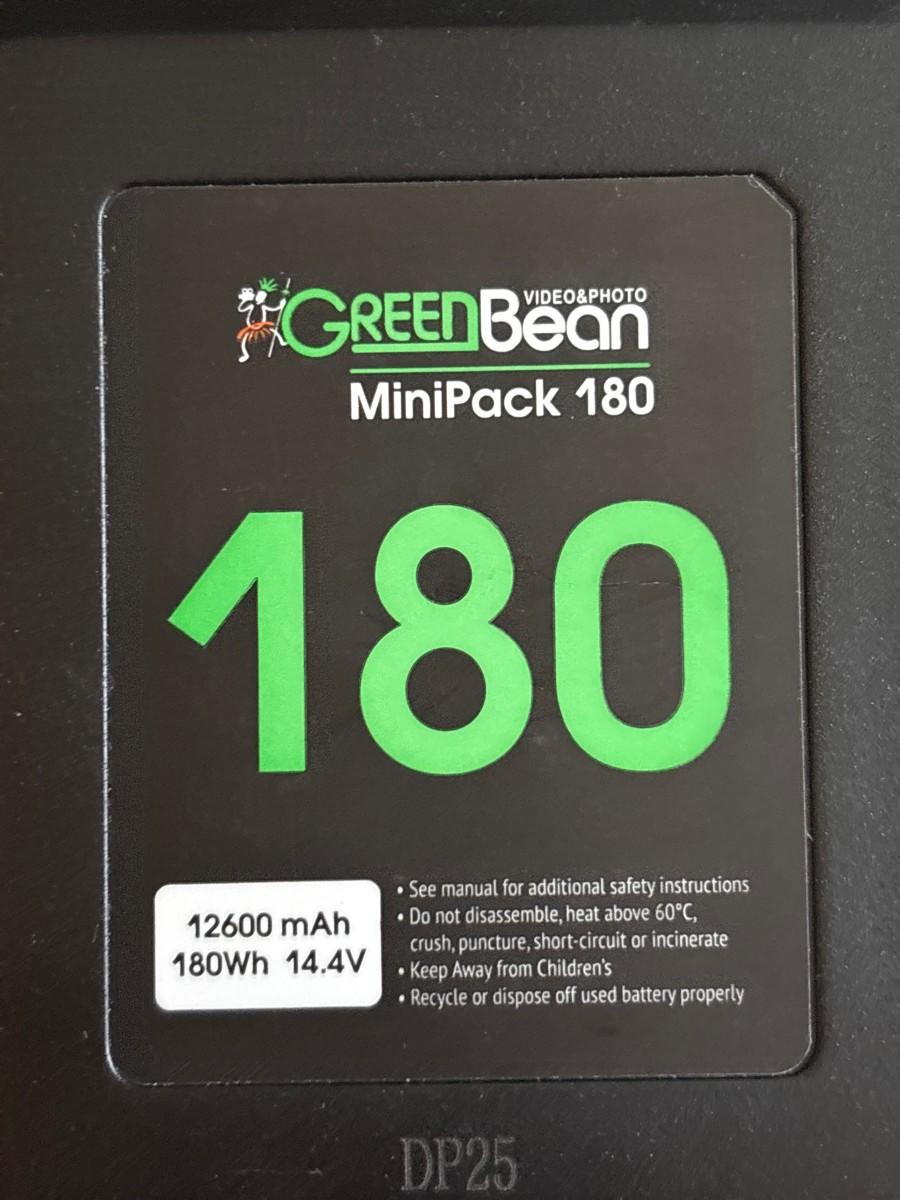 GREENBean VIDEO&PHOTO
MiniPack 180
180
12600 mAh
180Wh 14.4V
• See manual for additional safety instructions
• Do not disassemble, heat above 60°C,
crush, puncture, short-circuit or incinerate
• Keep Away from Children's
• Recycle or dispose off used battery properly
DP25